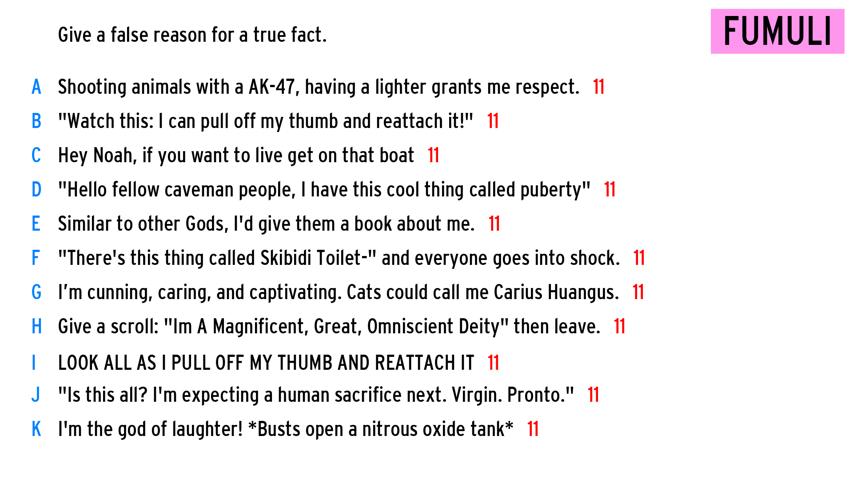 Give a false reason for a true fact.
FUMULI
A Shooting animals with a AK-47, having a lighter grants me respect. 11
B "Watch this: I can pull off my thumb and reattach it!" 11
C Hey Noah, if you want to live get on that boat 11
D "Hello fellow caveman people, I have this cool thing called puberty" 11
E Similar to other Gods, I'd give them a book about me. 11
F "There's this thing called Skibidi Toilet-" and everyone goes into shock. 11
G I'm cunning, caring, and captivating. Cats could call me Carius Huangus. 11
H Give a scroll: "Im A Magnificent, Great, Omniscient Deity" then leave. 11
I LOOK ALL AS I PULL OFF MY THUMB AND REATTACH IT 11
J "Is this all? I'm expecting a human sacrifice next. Virgin. Pronto." 11
K I'm the god of laughter! *Busts open a nitrous oxide tank* 11